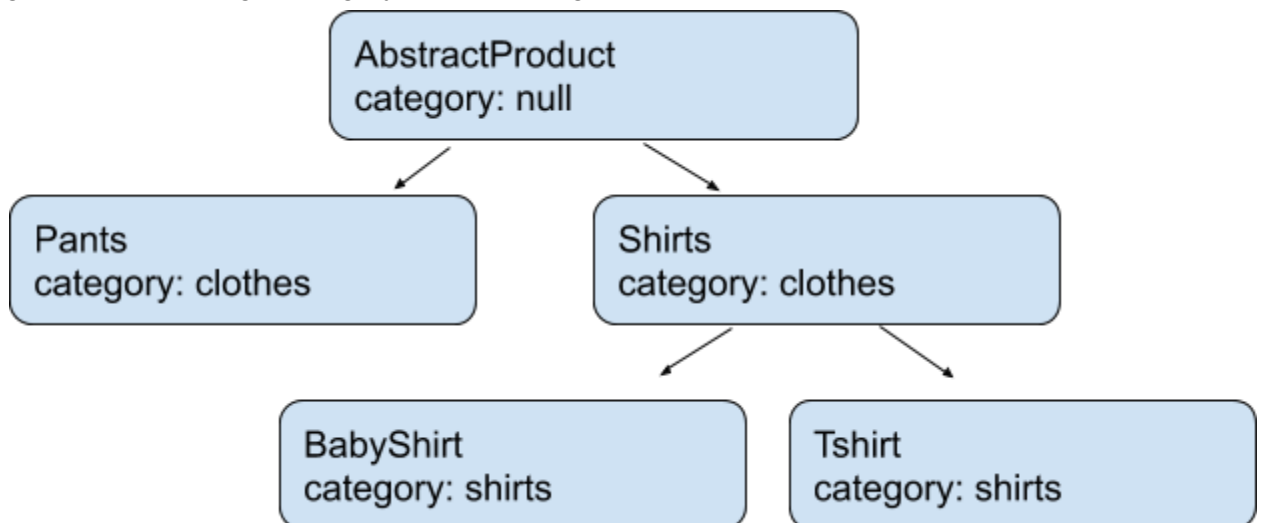 AbstractProduct
category: null
Pants
category: clothes
Shirts
category: clothes
BabyShirt
category: shirts
Tshirt
category: shirts